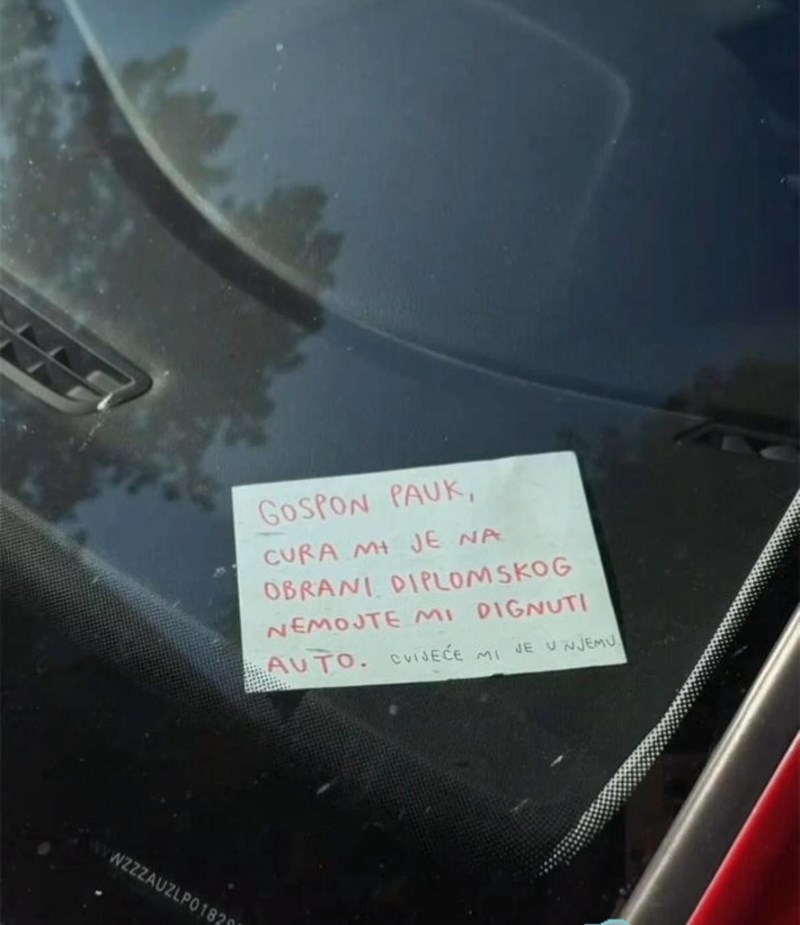 GOSPON PAUK,
CURA MI JE NA
OBRANI DIPLOMSKOG
NEMOJTE MI DIGNUTI
AUTO. CVIJEĆE MI JE U NJEMU